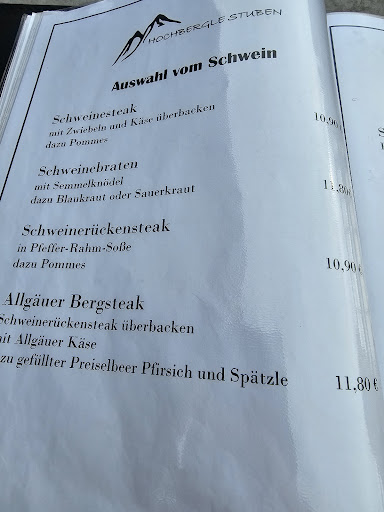 HOCHBERGLE STUBEN
Auswahl vom Schwein
Schweinesteak
mit Zwiebeln und Käse überbacken 10,90
dazu Pommes
Schweinebraten
mit Semmelknödel
dazu Blaukraut oder Sauerkraut
Schweinerückensteak
in Pfeffer-Rahm-Soße
dazu Pommes 10,90 €
Allgäuer Bergsteak
Schweinerückensteak überbacken
mit Allgäuer Käse
zu gefüllter Preiselbeer Pfirsich und Spätzle 11,80 €